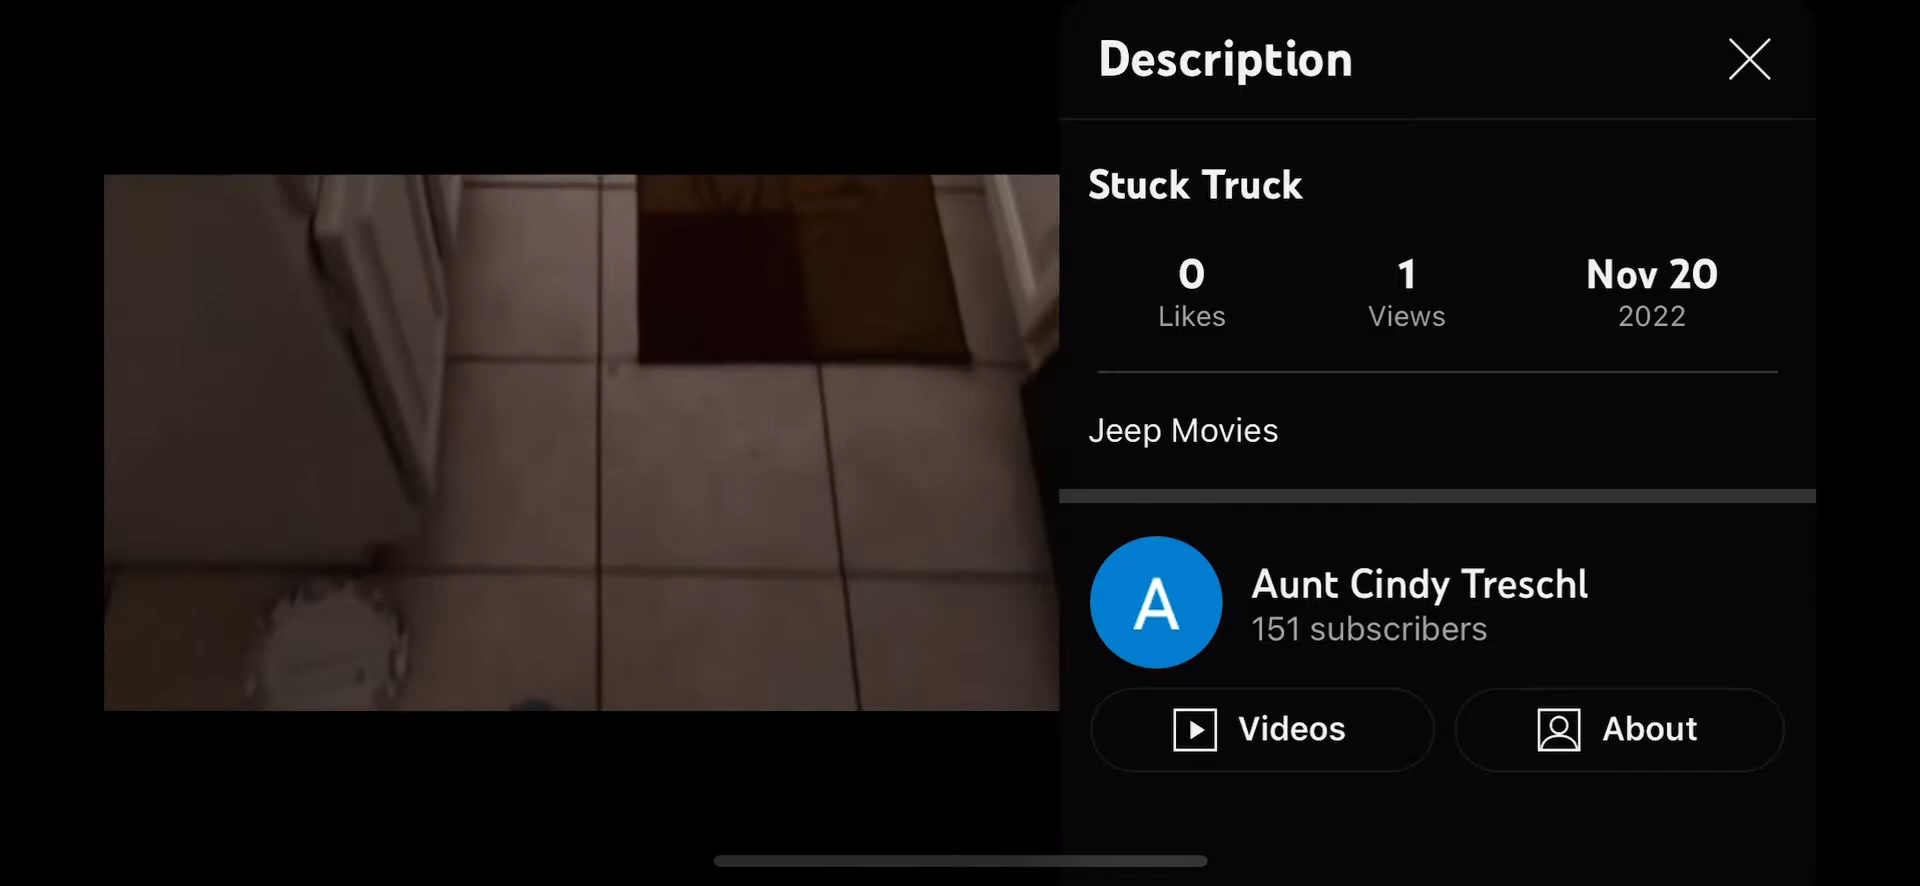 Description
Stuck Truck
0 1 Nov 20
Likes Views 2022
Jeep Movies
A
Aunt Cindy Treschl
151 subscribers
Videos About